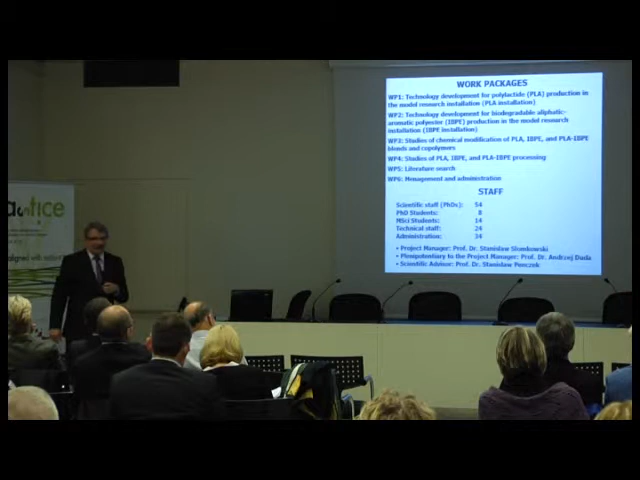 WORK PACKAGES
WP1: Technology development for polylactide (PLA) production in
the model research installation (PLA installation)
WP2: Technology development for biodegradable aliphatic-
aromatic polyester (IBPE) production in the model research
installation (IBPE installation)
WP3: Studies of chemical modification of PLA, IBPE, and PLA-IBPE
blends and copolymers
WP4: Studies of PLA, IBPE, and PLA-IBPE processing
WP5: Literature search
WP6: Management and administration
STAFF
Scientific staff (PhDs): 54
PhD Students: 8
MSci Students: 14
Technical staff: 24
Administration: 34
• Project Manager: Prof. Dr. Stanislaw Slomkowski
• Plenipotentiary to the Project Manager: Prof. Dr. Andrzej Duda
• Scientific Advisor: Prof. Dr. Stanislaw Penczek